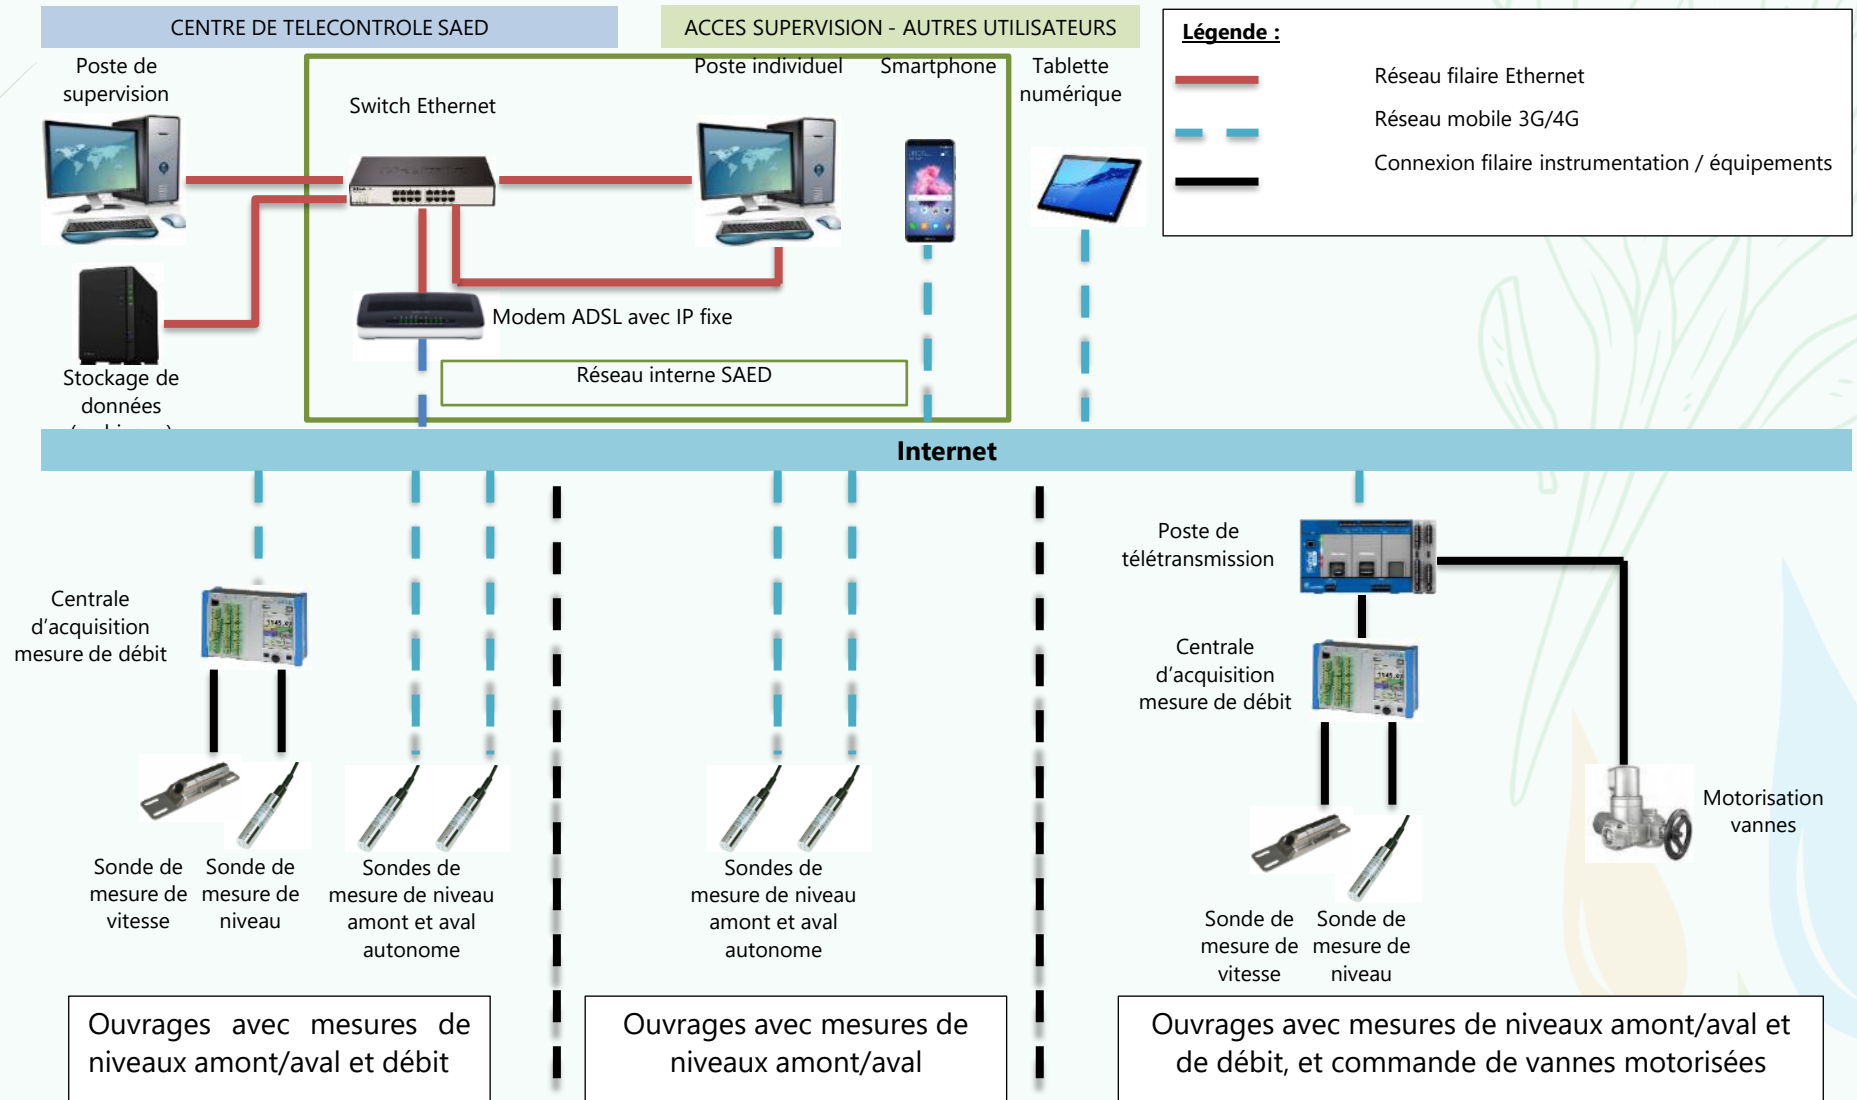 CENTRE DE TELECONTROLE SAED
ACCES SUPERVISION - AUTRES UTILISATEURS
Légende :
Réseau filaire Ethernet
Réseau mobile 3G/4G
Connexion filaire instrumentation / équipements
Poste de
supervision
Switch Ethernet
Poste individuel
Smartphone
Tablette
numérique
Modem ADSL avec IP fixe
Réseau interne SAED
Stockage de
données
Internet
Centrale
d'acquisition
mesure de débit
Poste de
télétransmission
Centrale
d'acquisition
mesure de débit
Motorisation
vannes
Sonde de
mesure de
vitesse
Sonde de
mesure de
niveau
Sondes de
mesure de niveau
amont et aval
autonome
Sondes de
mesure de niveau
amont et aval
autonome
Sonde de
mesure de
vitesse
Sonde de
mesure de
niveau
Ouvrages avec mesures de
niveaux amont/aval et débit
Ouvrages avec mesures de
niveaux amont/aval
Ouvrages avec mesures de niveaux amont/aval et
de débit, et commande de vannes motorisées